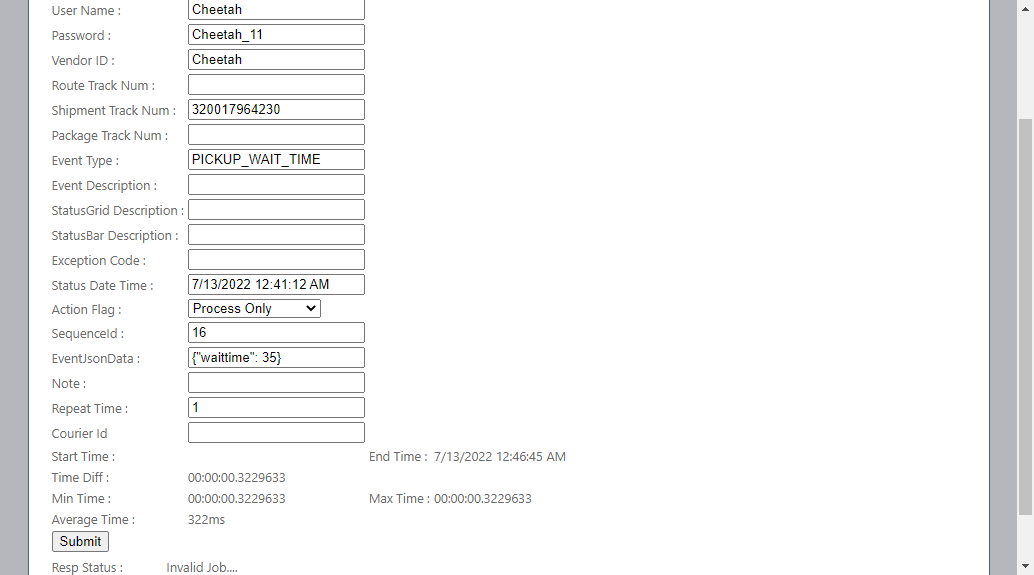 User Name : Cheetah
Password : Cheetah_11
Vendor ID : Cheetah
Route Track Num :
Shipment Track Num : 320017964230
Package Track Num :
Event Type : PICKUP_WAIT_TIME
Event Description :
StatusGrid Description :
StatusBar Description :
Exception Code :
Status Date Time : 7/13/2022 12:41:12 AM
Action Flag : Process Only
SequenceId : 16
EventJsonData : {"waittime": 35}
Note :
Repeat Time : 1
Courier Id
Start Time : End Time : 7/13/2022 12:46:45 AM
Time Diff : 00:00:00.3229633
Min Time : 00:00:00.3229633 Max Time : 00:00:00.3229633
Average Time : 322ms
Submit
Resp Status : Invalid Job....